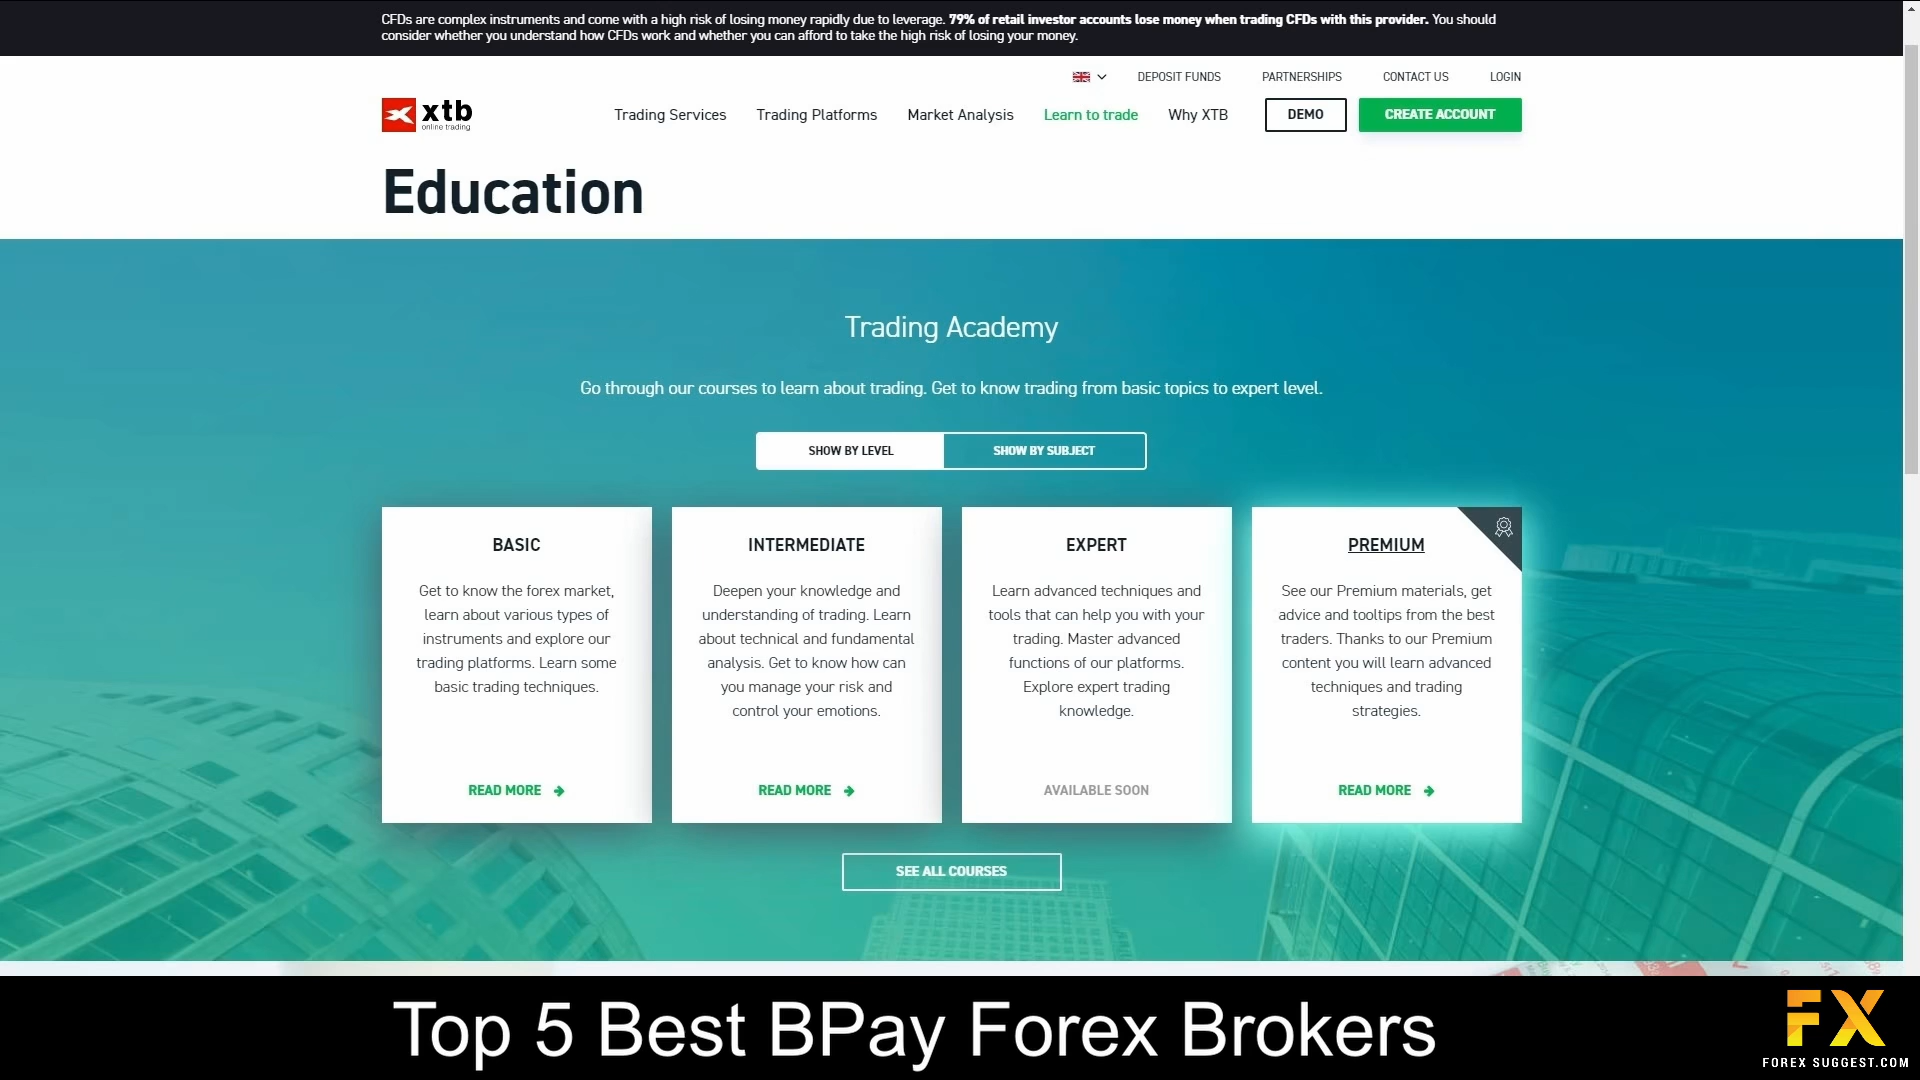 CFDs are complex instruments and come with a high risk of losing money rapidly due to leverage. 79% of retail investor accounts lose money when trading CFDs with this provider. You should
consider whether you understand how CFDs work and whether you can afford to take the high risk of losing your money.
DEPOSIT FUNDS PARTNERSHIPS CONTACT US LOGIN
xtb
online trading
Trading Services Trading Platforms Market Analysis Learn to trade Why XTB DEMO CREATE ACCOUNT
Education
Trading Academy
Go through our courses to learn about trading. Get to know trading from basic topics to expert level.
SHOW BY LEVEL SHOW BY SUBJECT
BASIC
Get to know the forex market,
learn about various types of
instruments and explore our
trading platforms. Learn some
basic trading techniques.
READ MORE
INTERMEDIATE
Deepen your knowledge and
understanding of trading. Learn
about technical and fundamental
analysis. Get to know how can
you manage your risk and
control your emotions.
READ MORE
EXPERT
Learn advanced techniques and
tools that can help you with your
trading. Master advanced
functions of our platforms.
Explore expert trading
knowledge.
AVAILABLE SOON
PREMIUM
See our Premium materials, get
advice and tooltips from the best
traders. Thanks to our Premium
content you will learn advanced
techniques and trading
strategies.
READ MORE
SEE ALL COURSES
Top 5 Best BPay Forex Brokers
FX
FOREX SUGGEST.COM